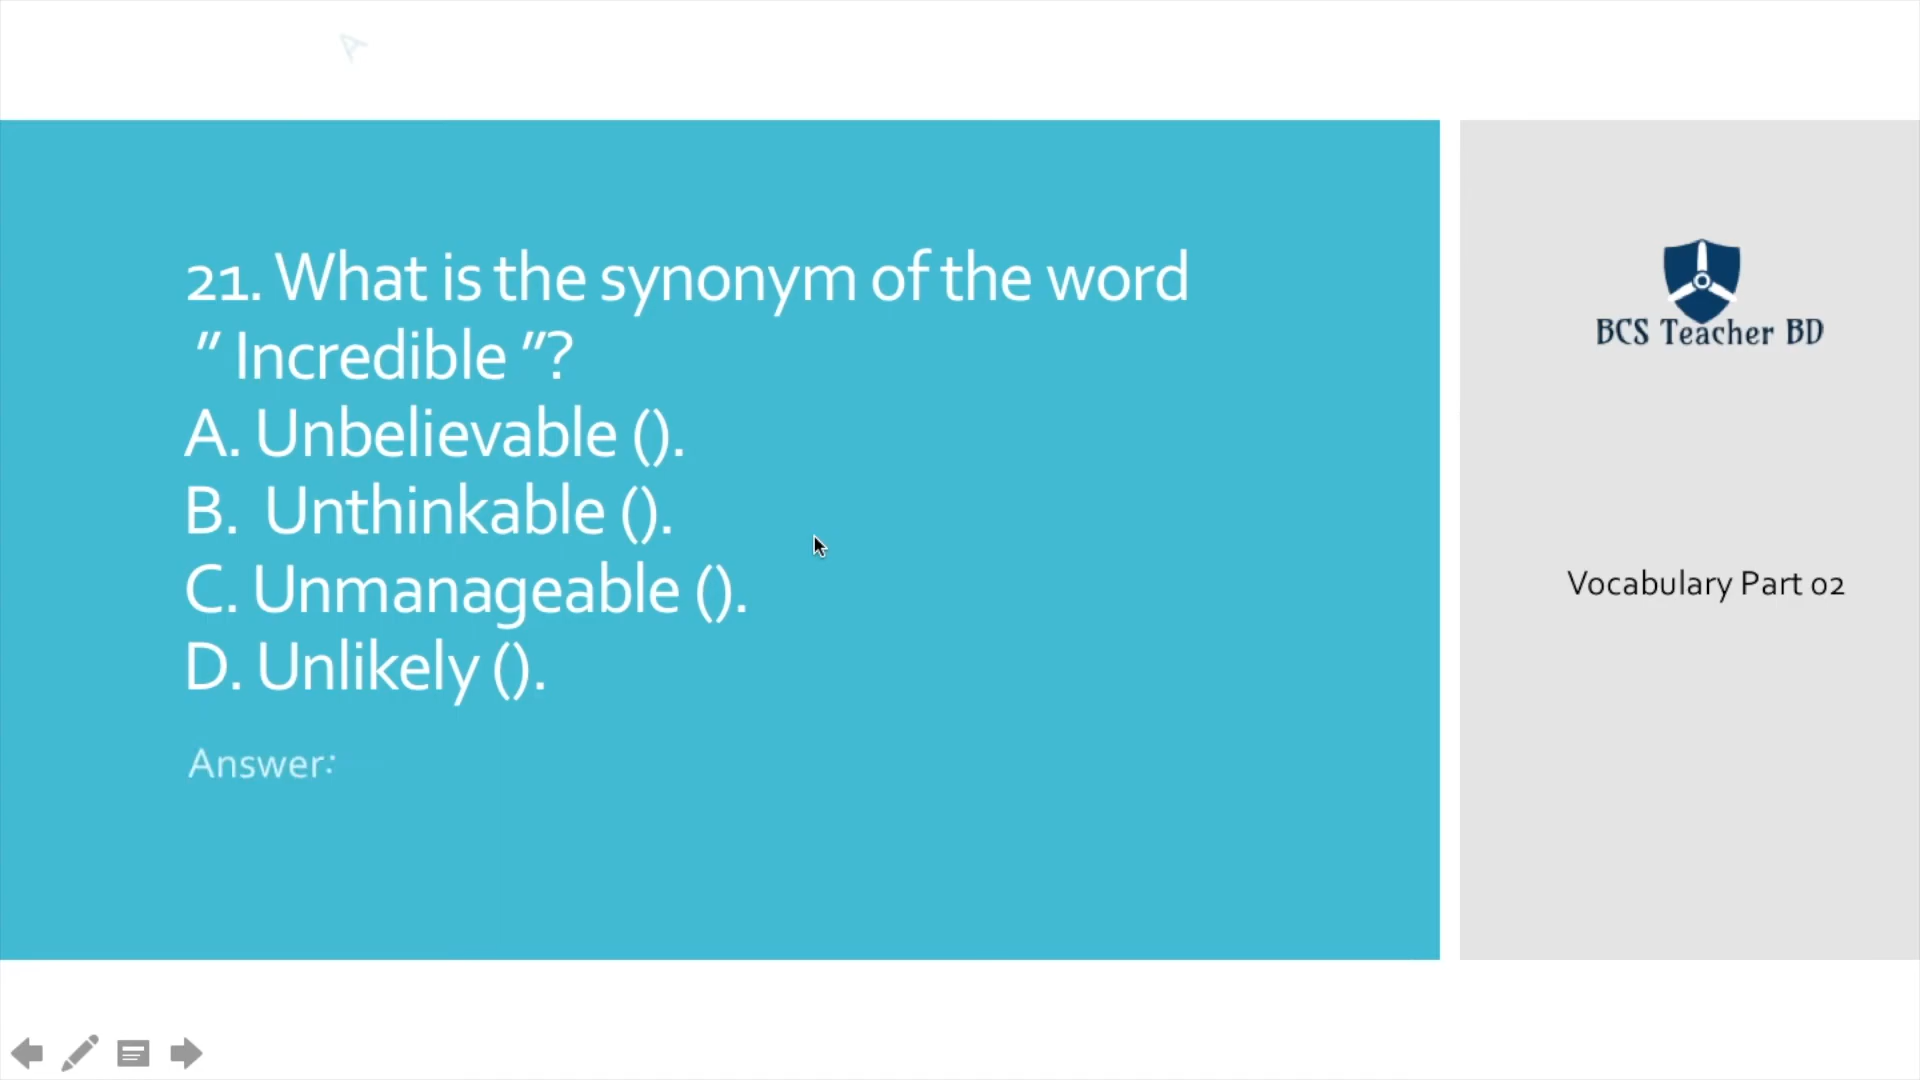 A
21. What is the synonym of the word
" Incredible "?
A. Unbelievable ().
B. Unthinkable ().
C. Unmanageable ().
D. Unlikely ().
Answer:
BCS Teacher BD
Vocabulary Part 02